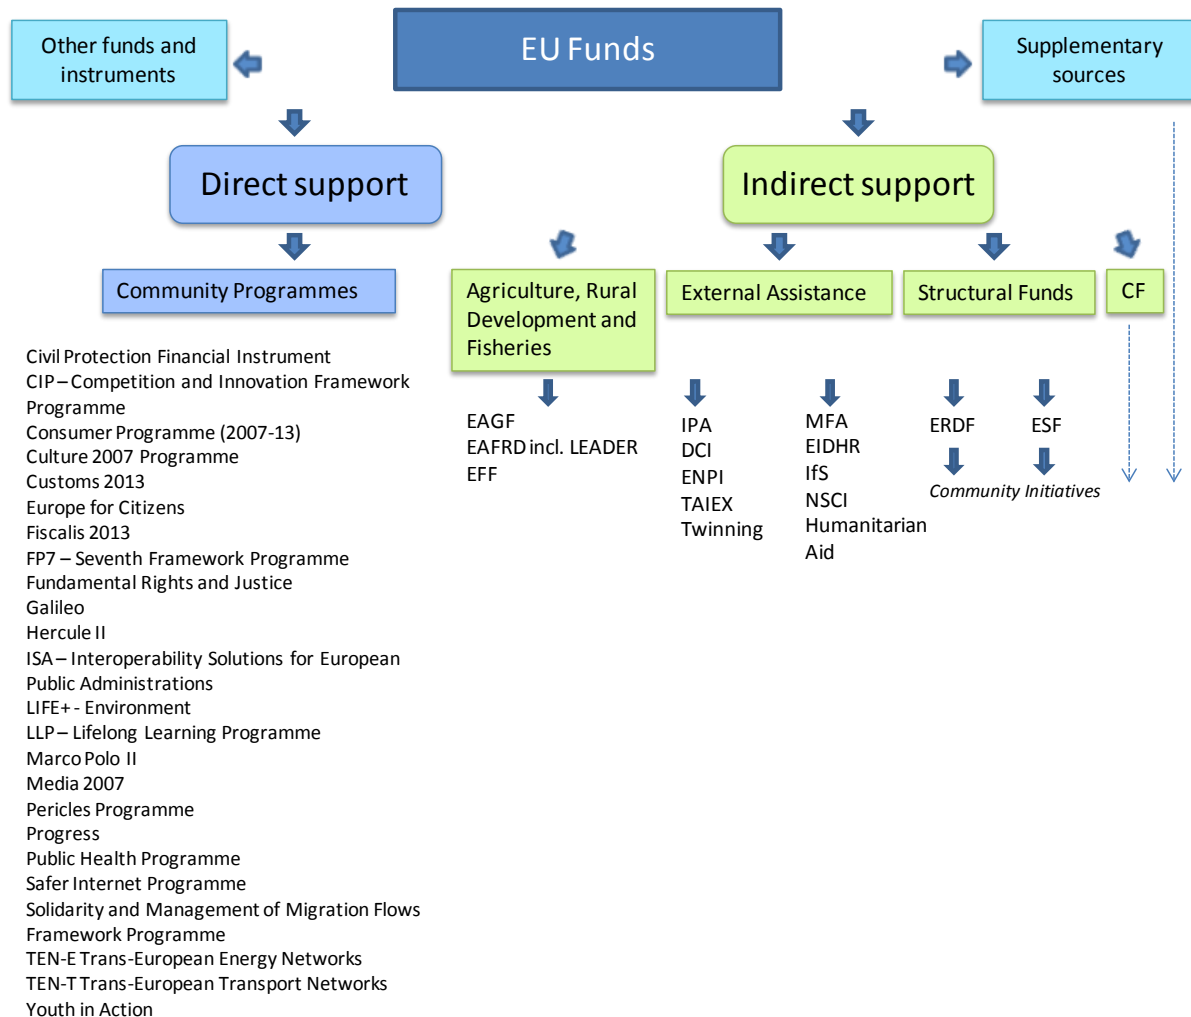 Other funds and
instruments
EU Funds
Supplementary
sources
Direct support
Indirect support
Community Programmes
Agriculture, Rural
Development and
Fisheries
External Assistance
Structural Funds
CF
Civil Protection Financial Instrument
CIP – Competition and Innovation Framework
Programme
Consumer Programme (2007-13)
Culture 2007 Programme
Customs 2013
Europe for Citizens
Fiscalis 2013
FP7 – Seventh Framework Programme
Fundamental Rights and Justice
Galileo
Hercule II
ISA – Interoperability Solutions for European
Public Administrations
LIFE+ - Environment
LLP – Lifelong Learning Programme
Marco Polo II
Media 2007
Pericles Programme
Progress
Public Health Programme
Safer Internet Programme
Solidarity and Management of Migration Flows
Framework Programme
TEN-E Trans-European Energy Networks
TEN-T Trans-European Transport Networks
Youth in Action
EAGF
EAFRD incl. LEADER
EFF
IPA
DCI
ENPI
TAIEX
Twinning
MFA
EIDHR
IfS
NSCI
Humanitarian
Aid
ERDF
ESF
Community Initiatives